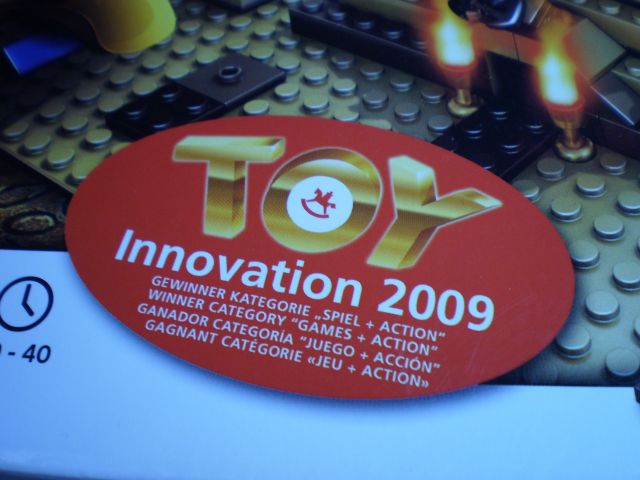 TOY
Innovation 2009
GEWINNER KATEGORIE „SPIEL + ACTION“
WINNER CATEGORY “GAMES + ACTION”
GANADOR CATEGORÍA “JUEGO + ACCIÓN”
GAGNANT CATÉGORIE «JEU + ACTION»
- 40